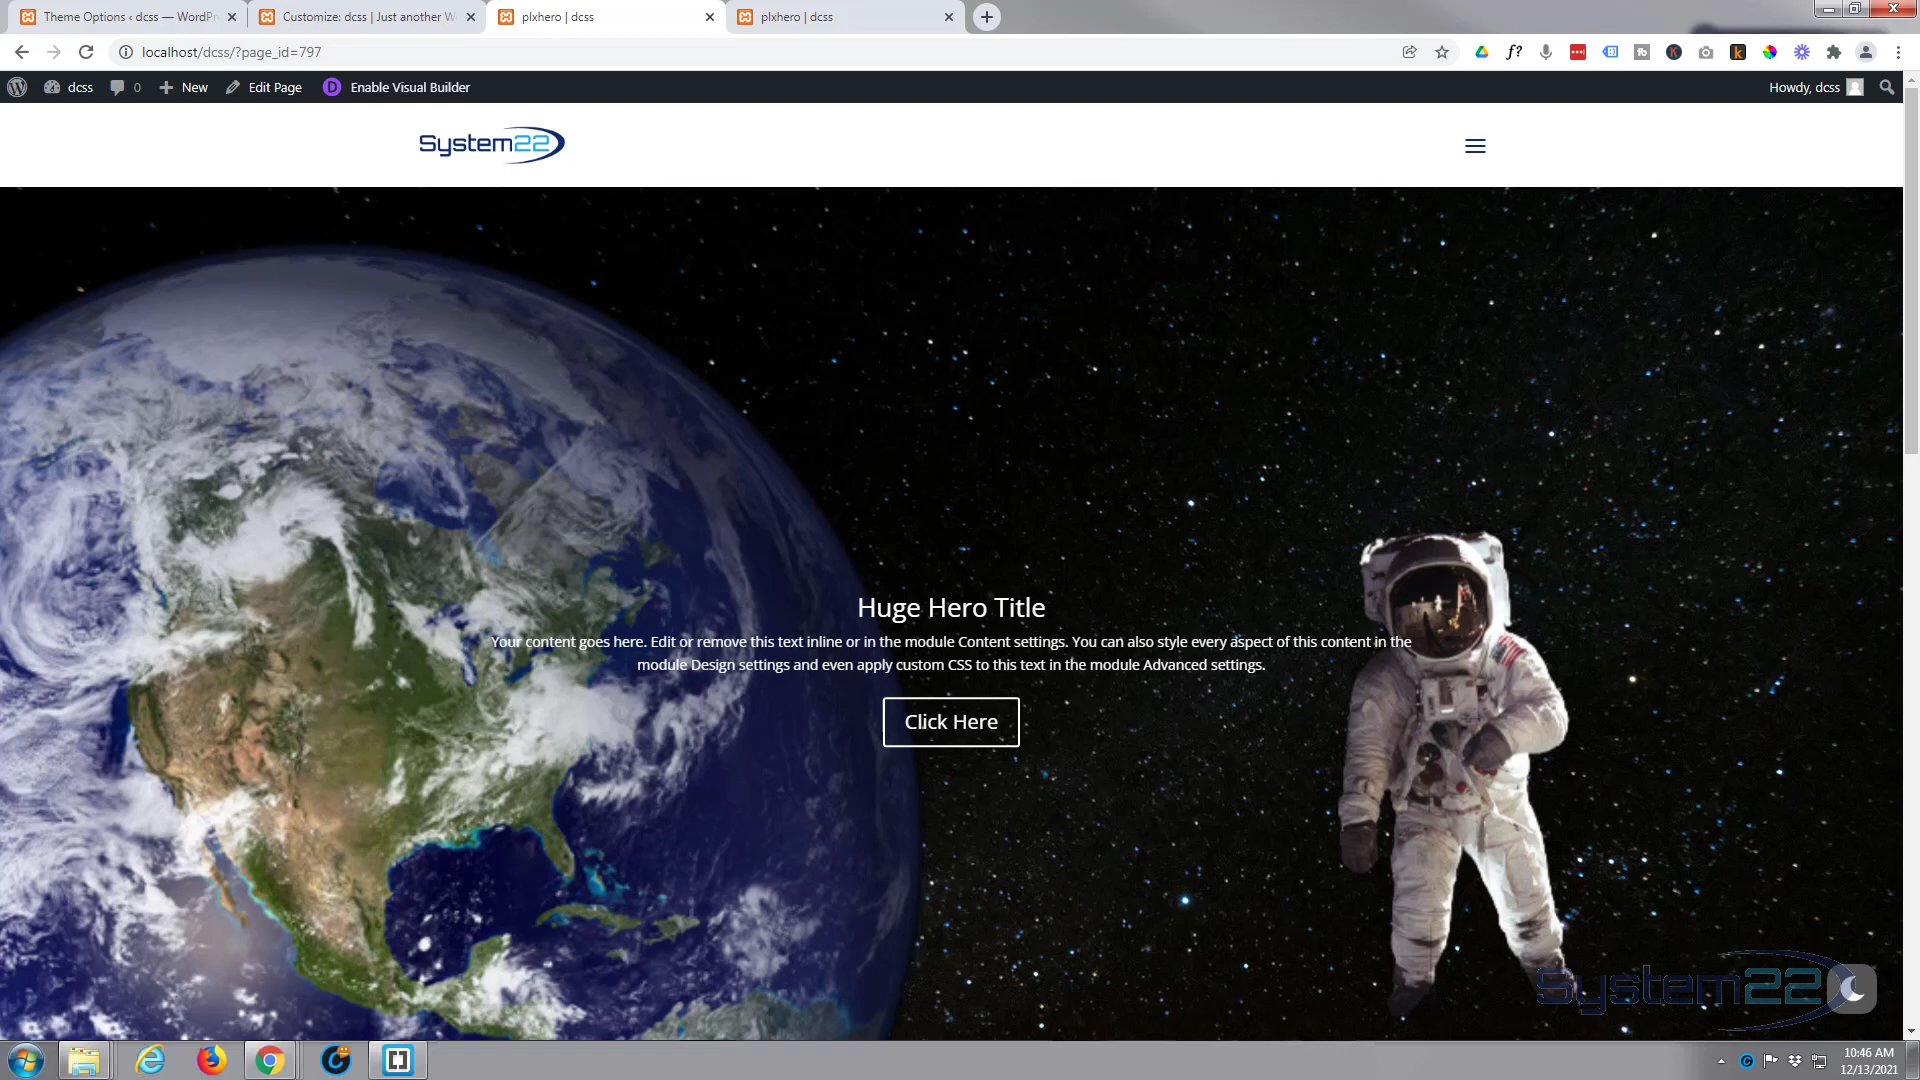 Theme Options ‹ dcss — WordPr
Customize: dcss | Just another W
plxhero | dcss
plxhero | dcss
localhost/dcss/?page_id=797
dcss
0
New
Edit Page
Enable Visual Builder
Howdy, dcss
System22
Huge Hero Title
Your content goes here. Edit or remove this text inline or in the module Content settings. You can also style every aspect of this content in the
module Design settings and even apply custom CSS to this text in the module Advanced settings.
Click Here
System22
10:46 AM
12/13/2021